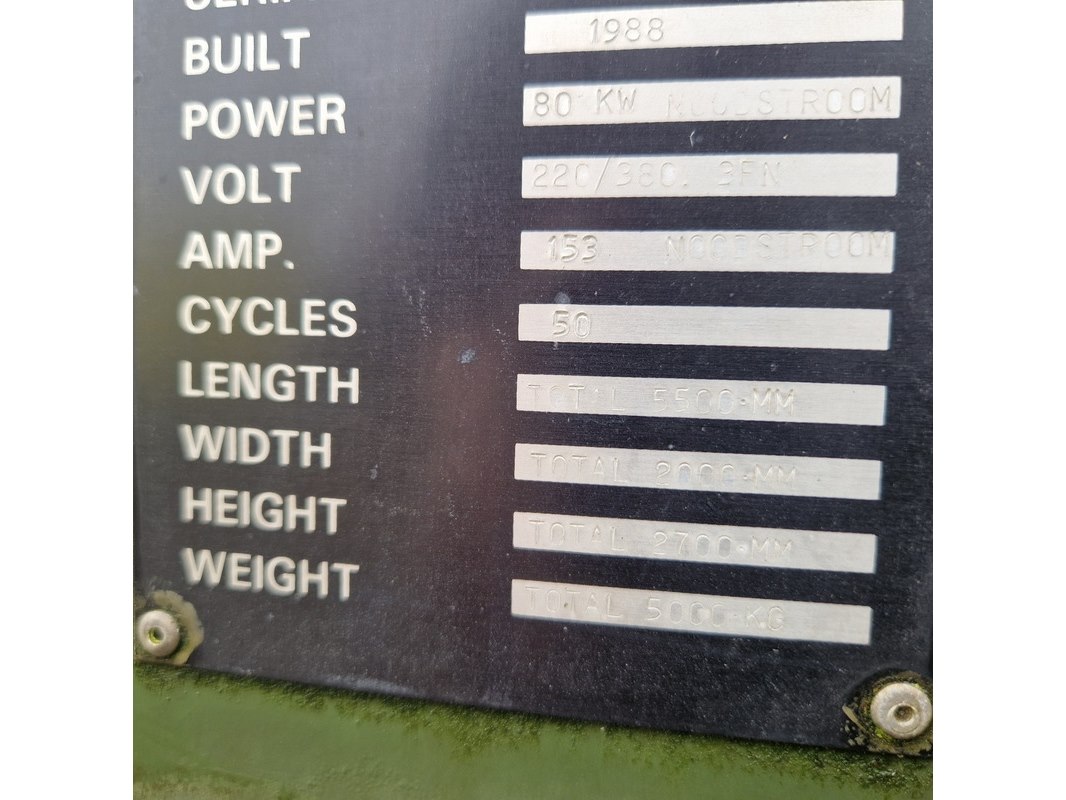 BUILT 1988
POWER 80 KW NOODSTROOM
VOLT 220/380. 3FN
AMP. 153 NOODSTROOM
CYCLES 50
LENGTH TOTAL 5500-MM
WIDTH TOTAL 2000-MM
HEIGHT TOTAL 2700-MM
WEIGHT TOTAL 5000-KG